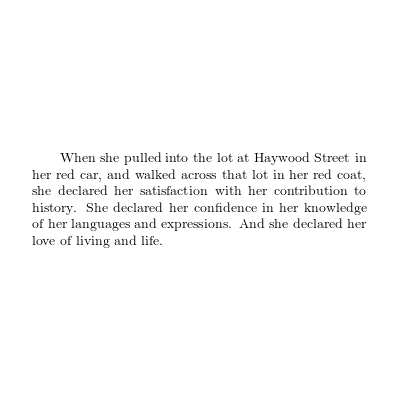 When she pulled into the lot at Haywood Street in
her red car, and walked across that lot in her red coat,
she declared her satisfaction with her contribution to
history. She declared her confidence in her knowledge
of her languages and expressions. And she declared her
love of living and life.